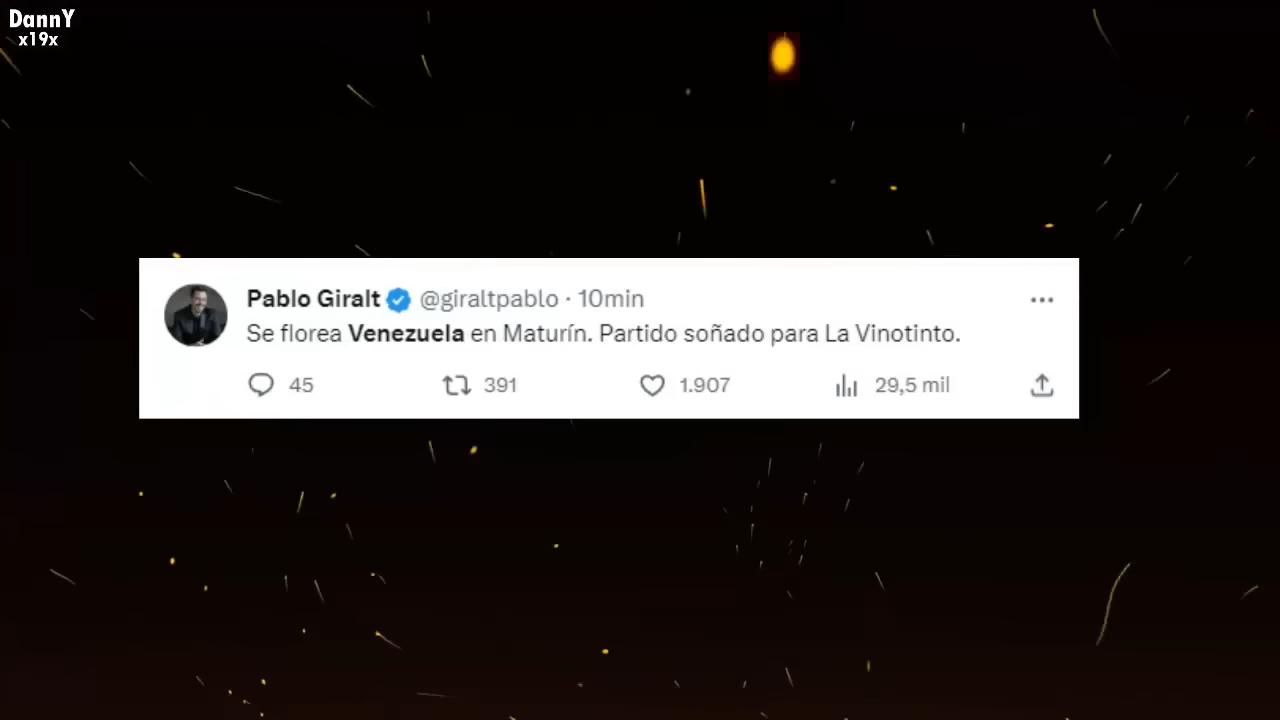 DannY
x19x
Pablo Giralt @giraltpablo · 10min
Se florea Venezuela en Maturín. Partido soñado para La Vinotinto.
45 391 1.907 29,5 mil